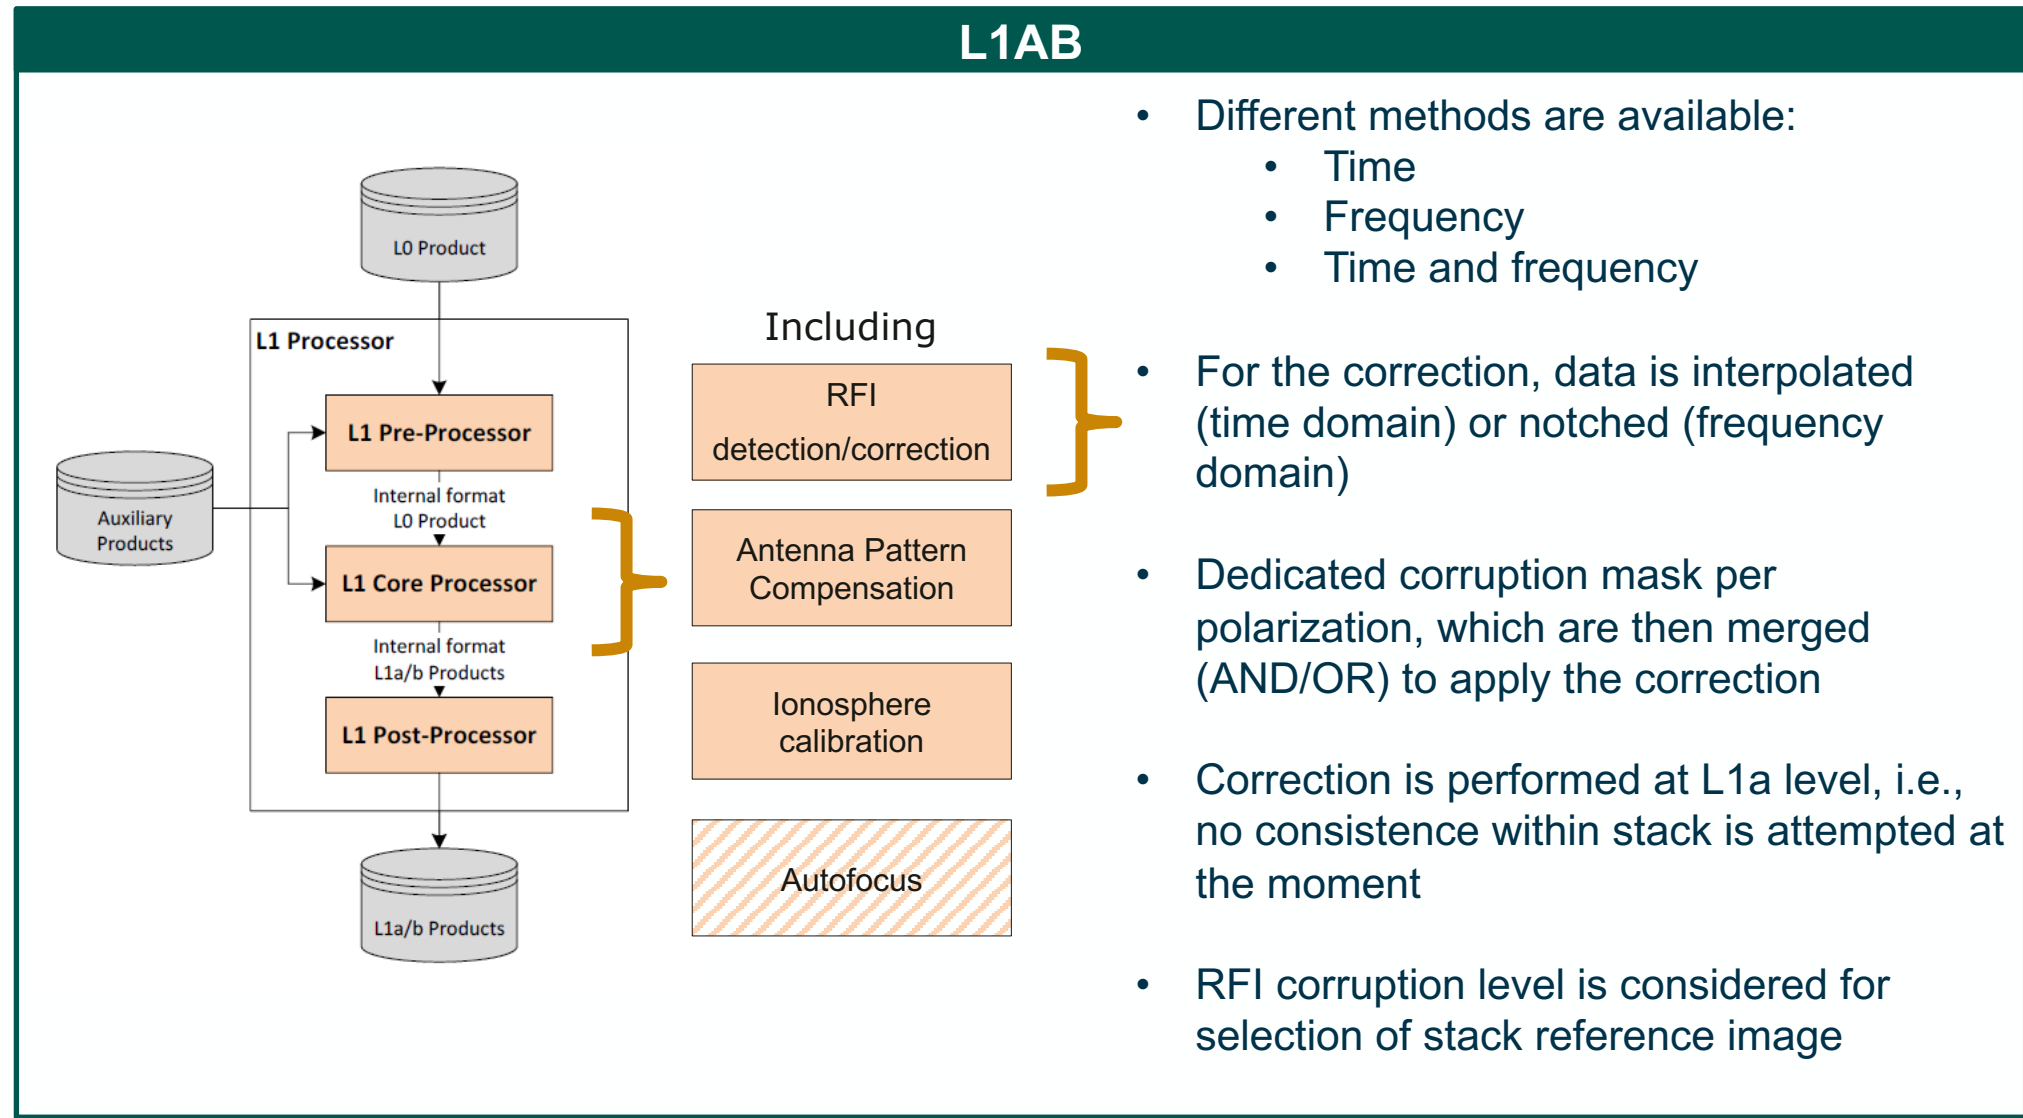 L1AB
L0 Product
L1 Processor
L1 Pre-Processor
Internal format
L0 Product
Auxiliary
Products
L1 Core Processor
Internal format
L1a/b Products
L1 Post-Processor
L1a/b Products
Including
RFI
detection/correction
Antenna Pattern
Compensation
Ionosphere
calibration
Autofocus
• Different methods are available:
• Time
• Frequency
• Time and frequency
• For the correction, data is interpolated
(time domain) or notched (frequency
domain)
• Dedicated corruption mask per
polarization, which are then merged
(AND/OR) to apply the correction
• Correction is performed at L1a level, i.e.,
no consistence within stack is attempted at
the moment
• RFI corruption level is considered for
selection of stack reference image